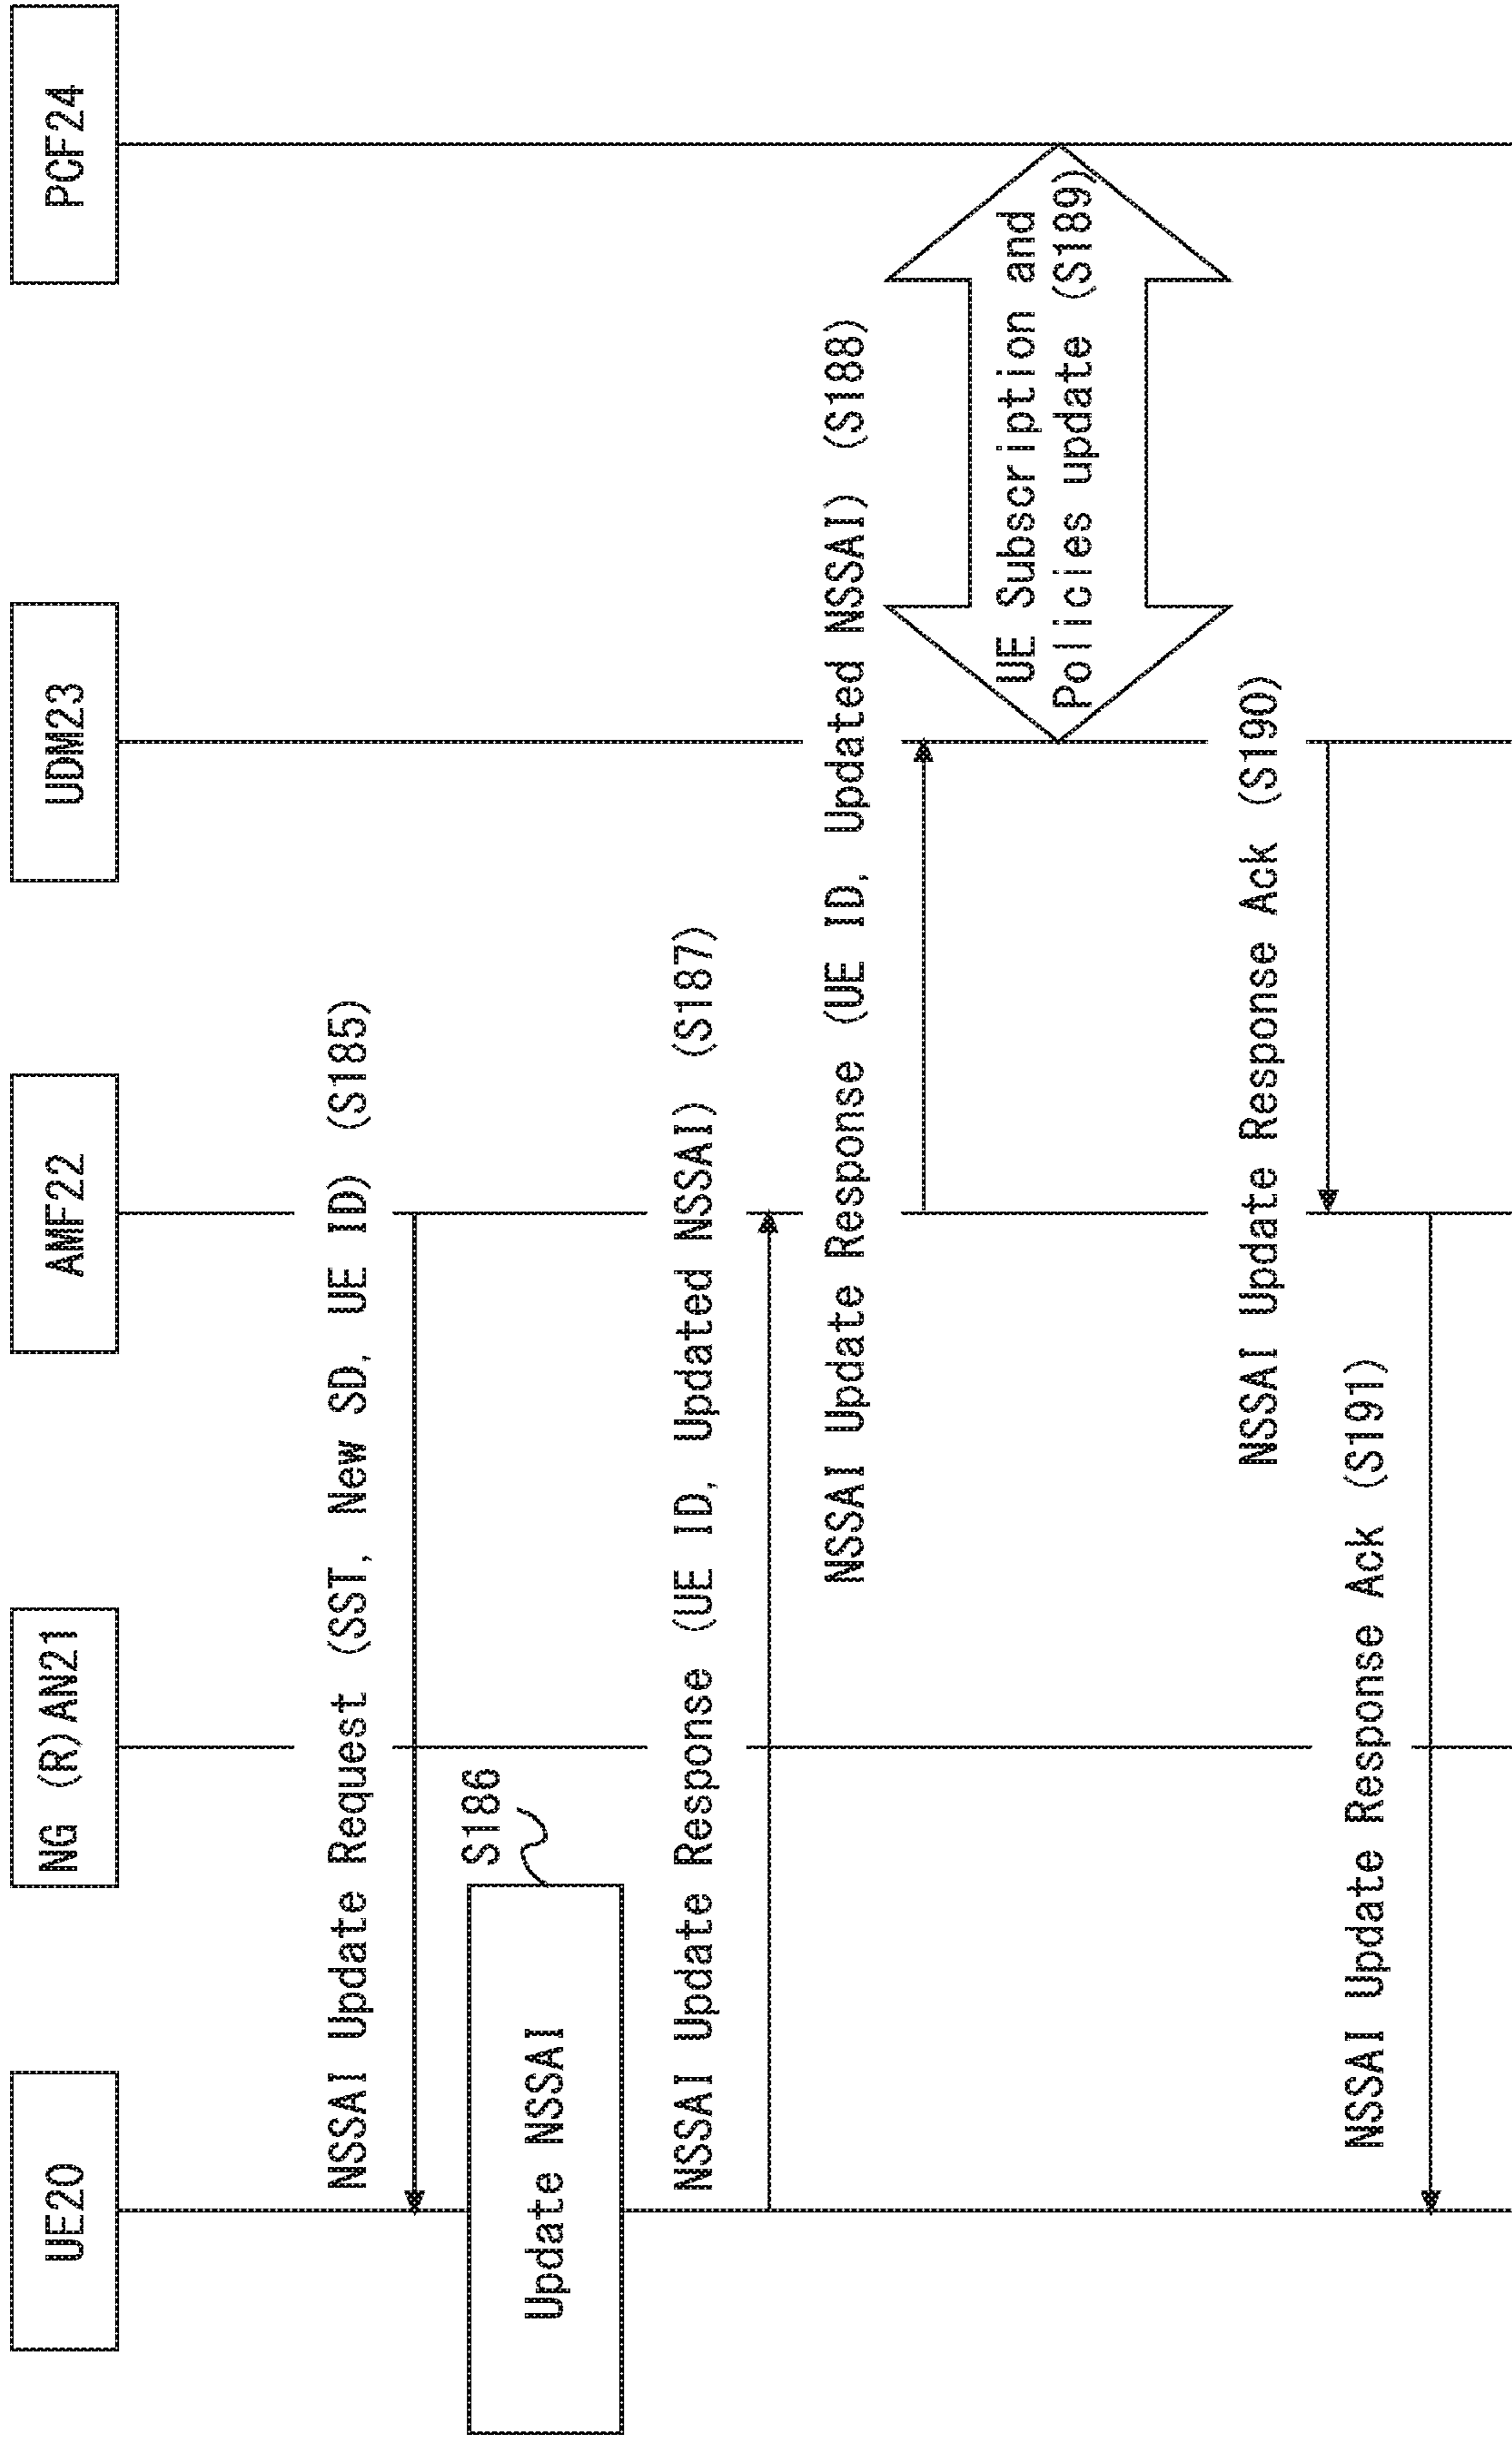 UE20
NG (R)AN21
AMF22
UDM23
PCF24
NSSAI Update Request (SST, New SD, UE ID) (S185)
S186
Update NSSAI
NSSAI Update Response (UE ID, Updated NSSAI) (S187)
NSSAI Update Response (UE ID, Updated NSSAI) (S188)
UE Subscription and
Policies update (S189)
NSSAI Update Response Ack (S190)
NSSAI Update Response Ack (S191)